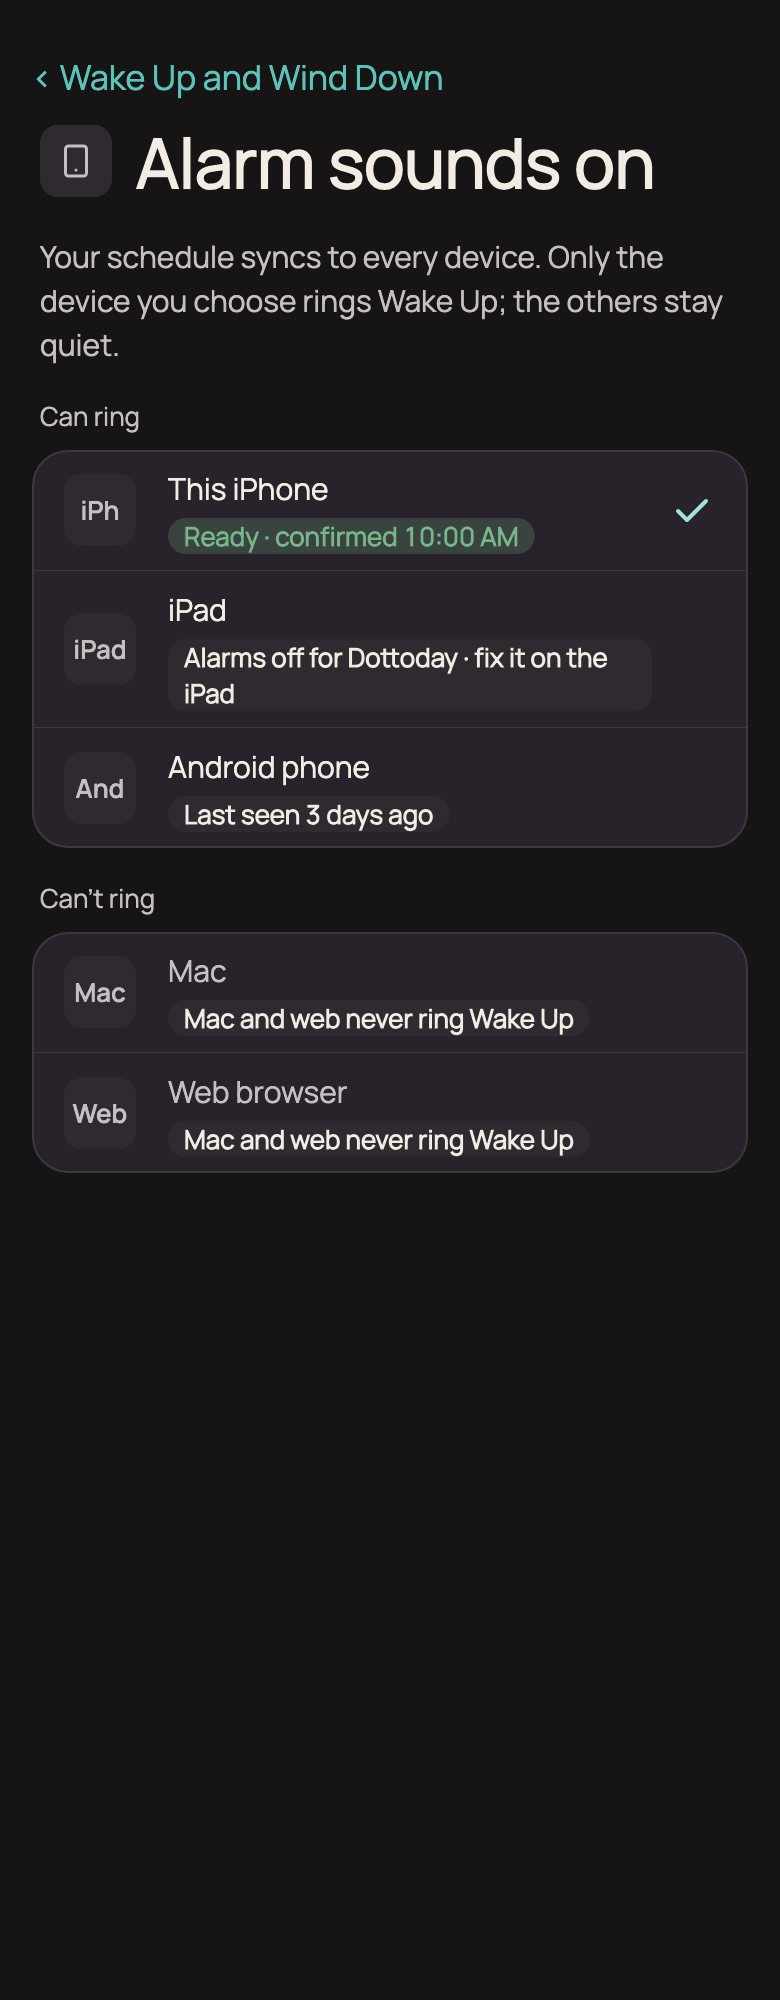 ‹ Wake Up and Wind Down
Alarm sounds on
Your schedule syncs to every device. Only the
device you choose rings Wake Up; the others stay
quiet.
Can ring
iPh
This iPhone
Ready · confirmed 10:00 AM
iPad
iPad
Alarms off for Dottoday · fix it on the
iPad
And
Android phone
Last seen 3 days ago
Can’t ring
Mac
Mac
Mac and web never ring Wake Up
Web
Web browser
Mac and web never ring Wake Up